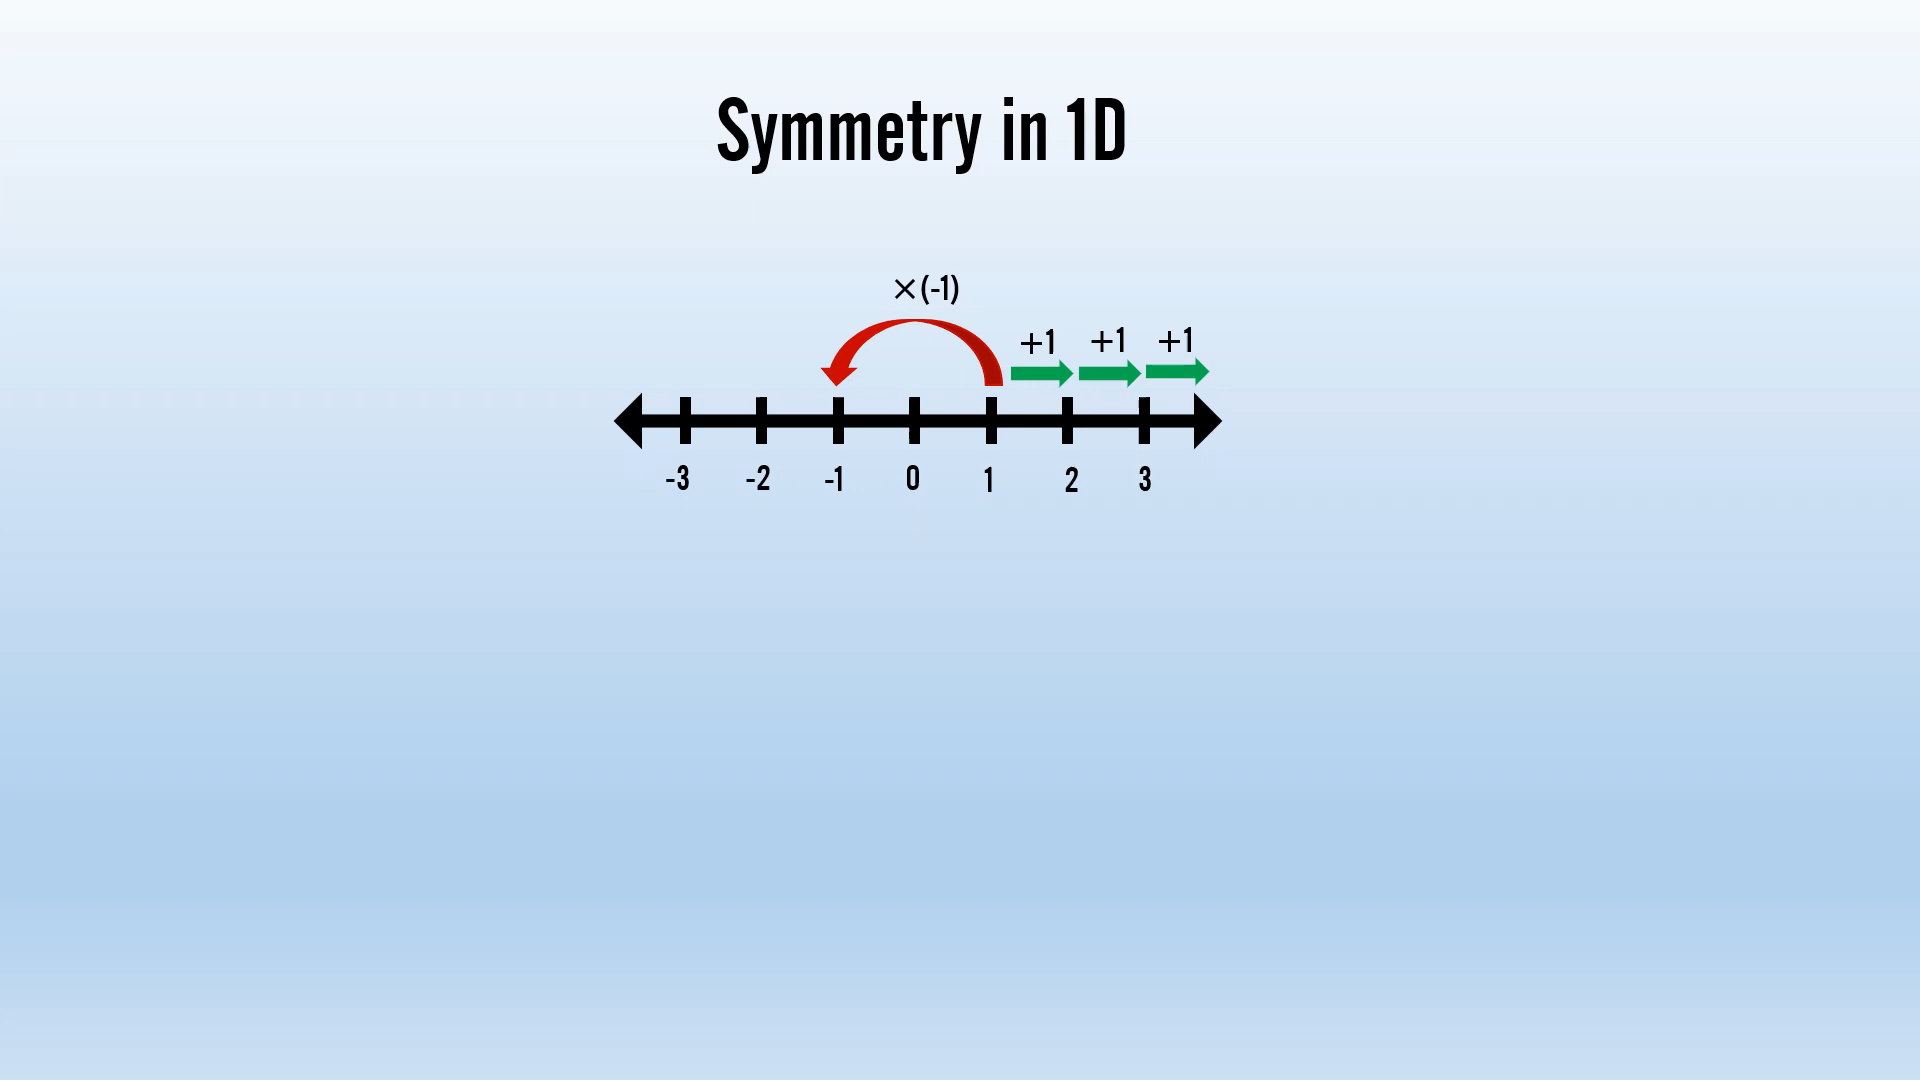 Symmetry in 1D
×(-1)
+1 +1 +1
-3 -2 -1 0 1 2 3